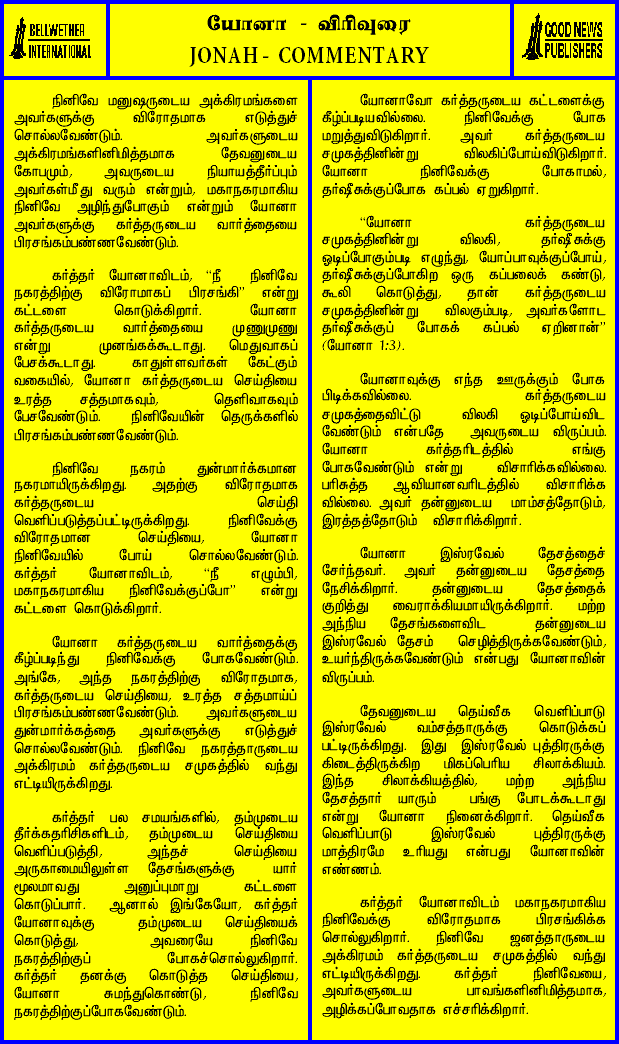 BELLWETHER
INTERNATIONAL
யோனா - விரிவுரை
JONAH - COMMENTARY
GOOD NEWS
PUBLISHERS
நினிவே மனுஷருடைய அக்கிரமங்களை
அவர்களுக்கு விரோதமாக எடுத்துச்
சொல்லவேண்டும். அவர்களுடைய
அக்கிரமங்களினிமித்தமாக தேவனுடைய
கோபமும், அவருடைய நியாயத்தீர்ப்பும்
அவர்கள்மீது வரும் என்றும், மகாநகரமாகிய
நினிவே அழிந்துபோகும் என்றும் யோனா
அவர்களுக்கு கர்த்தருடைய வார்த்தையை
பிரசங்கம்பண்ணவேண்டும்.
கர்த்தர் யோனாவிடம், “நீ நினிவே
நகரத்திற்கு விரோமாகப் பிரசங்கி” என்று
கட்டளை கொடுக்கிறார். யோனா
கர்த்தருடைய வார்த்தையை முணுமுணு
என்று முனங்கக்கூடாது. மெதுவாகப்
பேசக்கூடாது. காதுள்ளவர்கள் கேட்கும்
வகையில், யோனா கர்த்தருடைய செய்தியை
உரத்த சத்தமாகவும், தெளிவாகவும்
பேசவேண்டும். நினிவேயின் தெருக்களில்
பிரசங்கம்பண்ணவேண்டும்.
நினிவே நகரம் துன்மார்க்கமான
நகரமாயிருக்கிறது. அதற்கு விரோதமாக
கர்த்தருடைய செய்தி
வெளிப்படுத்தப்பட்டிருக்கிறது. நினிவேக்கு
விரோதமான செய்தியை, யோனா
நினிவேயில் போய் சொல்லவேண்டும்.
கர்த்தர் யோனாவிடம், “நீ எழும்பி,
மகாநகரமாகிய நினிவேக்குப்போ” என்று
கட்டளை கொடுக்கிறார்.
யோனா கர்த்தருடைய வார்த்தைக்கு
கீழ்ப்படிந்து நினிவேக்கு போகவேண்டும்.
அங்கே, அந்த நகரத்திற்கு விரோதமாக,
கர்த்தருடைய செய்தியை, உரத்த சத்தமாய்ப்
பிரசங்கம்பண்ணவேண்டும். அவர்களுடைய
துன்மார்க்கத்தை அவர்களுக்கு எடுத்துச்
சொல்லவேண்டும். நினிவே நகரத்தாருடைய
அக்கிரமம் கர்த்தருடைய சமுகத்தில் வந்து
எட்டியிருக்கிறது.
கர்த்தர் பல சமயங்களில், தம்முடைய
தீர்க்கதரிசிகளிடம், தம்முடைய செய்தியை
வெளிப்படுத்தி, அந்தச் செய்தியை
அருகாமையிலுள்ள தேசங்களுக்கு யார்
மூலமாவது அனுப்புமாறு கட்டளை
கொடுப்பார். ஆனால் இங்கேயோ, கர்த்தர்
யோனாவுக்கு தம்முடைய செய்தியைக்
கொடுத்து, அவரையே நினிவே
நகரத்திற்குப் போகச்சொல்லுகிறார்.
கர்த்தர் தனக்கு கொடுத்த செய்தியை,
யோனா சுமந்துகொண்டு, நினிவே
நகரத்திற்குப்போகவேண்டும்.
யோனாவோ கர்த்தருடைய கட்டளைக்கு
கீழ்ப்படியவில்லை. நினிவேக்கு போக
மறுத்துவிடுகிறார். அவர் கர்த்தருடைய
சமுகத்தினின்று விலகிப்போய்விடுகிறார்.
யோனா நினிவேக்கு போகாமல்,
தர்ஷீசுக்குப்போக கப்பல் ஏறுகிறார்.
“யோனா கர்த்தருடைய
சமுகத்தினின்று விலகி, தர்ஷீசுக்கு
ஓடிப்போகும்படி எழுந்து, யோப்பாவுக்குப்போய்,
தர்ஷீசுக்குப்போகிற ஒரு கப்பலைக் கண்டு,
கூலி கொடுத்து, தான் கர்த்தருடைய
சமுகத்தினின்று விலகும்படி, அவர்களோட
தர்ஷீசுக்குப் போகக் கப்பல் ஏறினான்”
(யோனா 1:3).
யோனாவுக்கு எந்த ஊருக்கும் போக
பிடிக்கவில்லை. கர்த்தருடைய
சமுகத்தைவிட்டு விலகி ஓடிப்போய்விட
வேண்டும் என்பதே அவருடைய விருப்பம்.
யோனா கர்த்தரிடத்தில் எங்கு
போகவேண்டும் என்று விசாரிக்கவில்லை.
பரிசுத்த ஆவியானவரிடத்தில் விசாரிக்க
வில்லை. அவர் தன்னுடைய மாம்சத்தோடும்,
இரத்தத்தோடும் விசாரிக்கிறார்.
யோனா இஸ்ரவேல் தேசத்தைச்
சேர்ந்தவர். அவர் தன்னுடைய தேசத்தை
நேசிக்கிறார். தன்னுடைய தேசத்தைக்
குறித்து வைராக்கியமாயிருக்கிறார். மற்ற
அந்நிய தேசங்களைவிட தன்னுடைய
இஸ்ரவேல் தேசம் செழித்திருக்கவேண்டும்,
உயர்ந்திருக்கவேண்டும் என்பது யோனாவின்
விருப்பம்.
தேவனுடைய தெய்வீக வெளிப்பாடு
இஸ்ரவேல் வம்சத்தாருக்கு கொடுக்கப்
பட்டிருக்கிறது. இது இஸ்ரவேல் புத்திரருக்கு
கிடைத்திருக்கிற மிகப்பெரிய சிலாக்கியம்.
இந்த சிலாக்கியத்தில், மற்ற அந்நிய
தேசத்தார் யாரும் பங்கு போடக்கூடாது
என்று யோனா நினைக்கிறார். தெய்வீக
வெளிப்பாடு இஸ்ரவேல் புத்திரருக்கு
மாத்திரமே உரியது என்பது யோனாவின்
எண்ணம்.
கர்த்தர் யோனாவிடம் மகாநகரமாகிய
நினிவேக்கு விரோதமாக பிரசங்கிக்க
சொல்லுகிறார். நினிவே ஜனத்தாருடைய
அக்கிரமம் கர்த்தருடைய சமுகத்தில் வந்து
எட்டியிருக்கிறது. கர்த்தர் நினிவேயை,
அவர்களுடைய பாவங்களினிமித்தமாக,
அழிக்கப்போவதாக எச்சரிக்கிறார்.